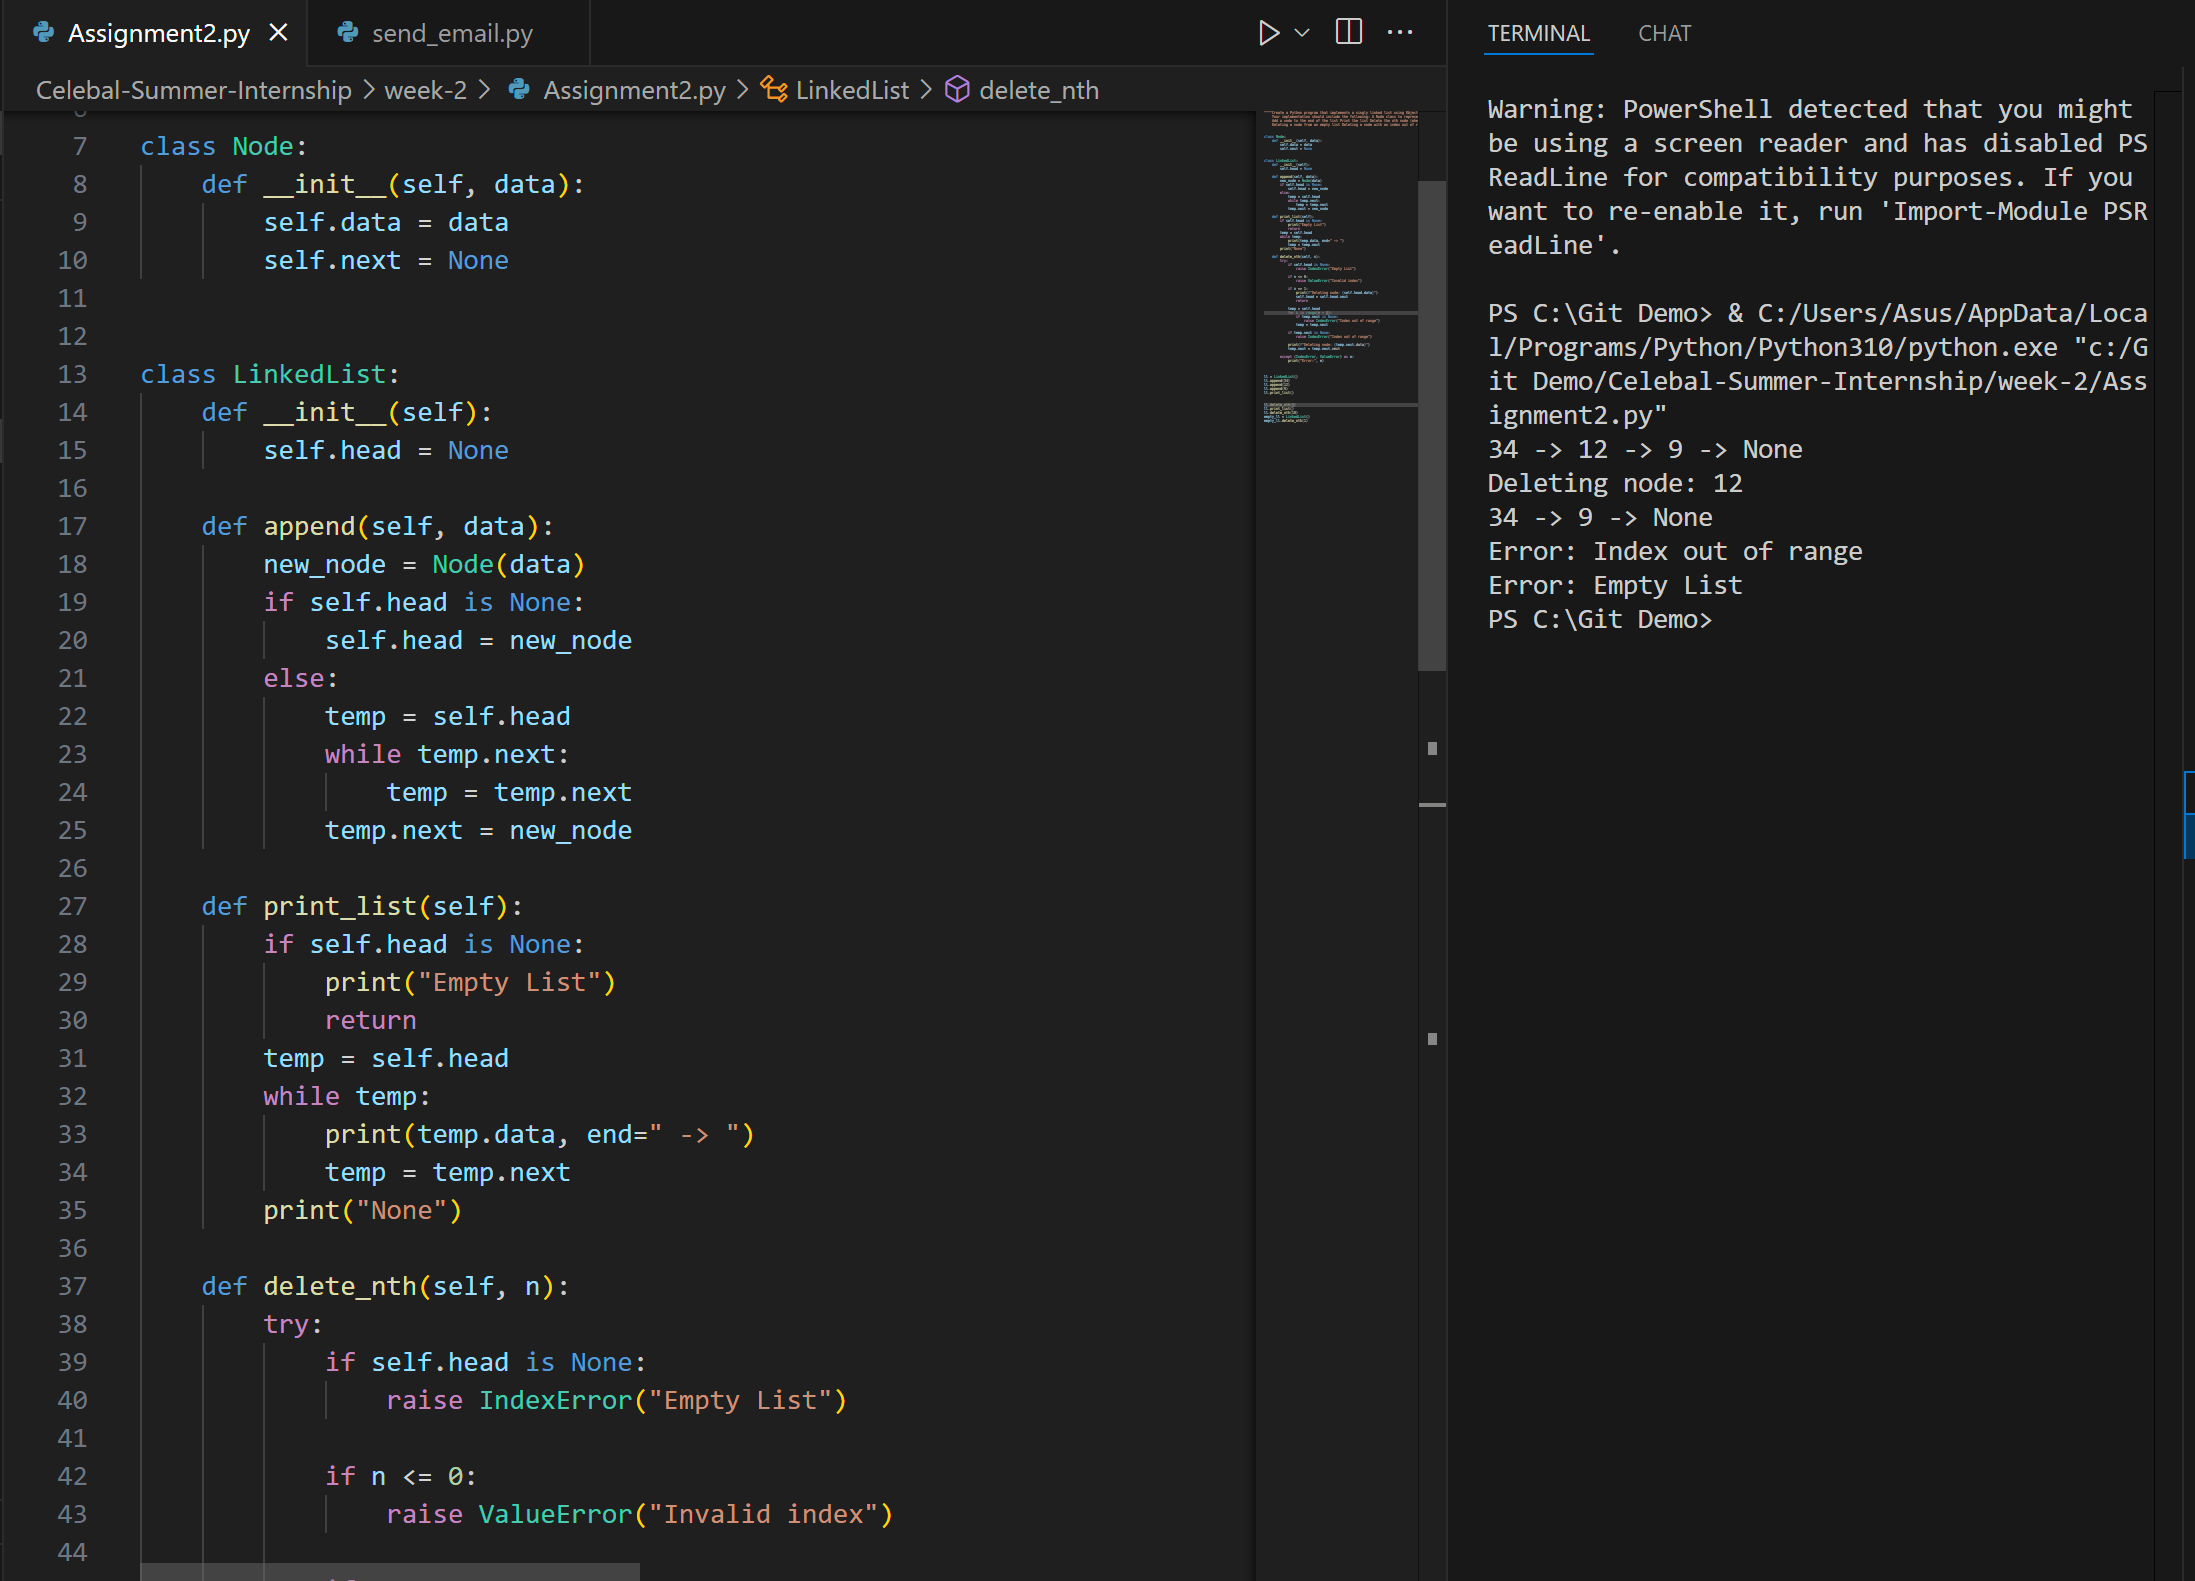 Assignment2.py
send_email.py
Celebal-Summer-Internship > week-2 > Assignment2.py > LinkedList > delete_nth
7 class Node:
8     def __init__(self, data):
9         self.data = data
10         self.next = None
11
12
13 class LinkedList:
14     def __init__(self):
15         self.head = None
16
17     def append(self, data):
18         new_node = Node(data)
19         if self.head is None:
20             self.head = new_node
21         else:
22             temp = self.head
23             while temp.next:
24                 temp = temp.next
25             temp.next = new_node
26
27     def print_list(self):
28         if self.head is None:
29             print("Empty List")
30             return
31         temp = self.head
32         while temp:
33             print(temp.data, end=" -> ")
34             temp = temp.next
35         print("None")
36
37     def delete_nth(self, n):
38         try:
39             if self.head is None:
40                 raise IndexError("Empty List")
41
42             if n <= 0:
43                 raise ValueError("Invalid index")
44
TERMINAL CHAT
Warning: PowerShell detected that you might
be using a screen reader and has disabled PS
ReadLine for compatibility purposes. If you
want to re-enable it, run 'Import-Module PSR
eadLine'.
PS C:\Git Demo> & C:/Users/Asus/AppData/Loca
l/Programs/Python/Python310/python.exe "c:/G
it Demo/Celebal-Summer-Internship/week-2/Ass
ignment2.py"
34 -> 12 -> 9 -> None
Deleting node: 12
34 -> 9 -> None
Error: Index out of range
Error: Empty List
PS C:\Git Demo>